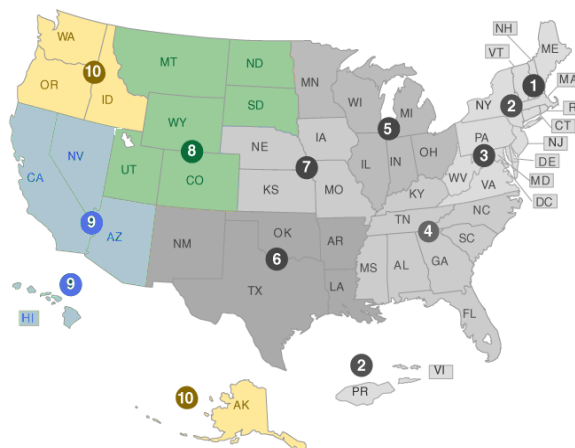 NH
ME
WA
VT
MT
ND
10
MN
1
MA
OR
ID
WI
NY
2
R
SD
MI
CT
5
WY
IA
PA
NJ
NV
8
NE
3
DE
CA
UT
IL
IN
OH
MD
CO
7
WV
VA
DC
KS
MO
KY
9
NC
AZ
TN
4
NM
OK
AR
SC
6
MS
AL
GA
9
TX
LA
HI
FL
2
VI
10
AK
PR